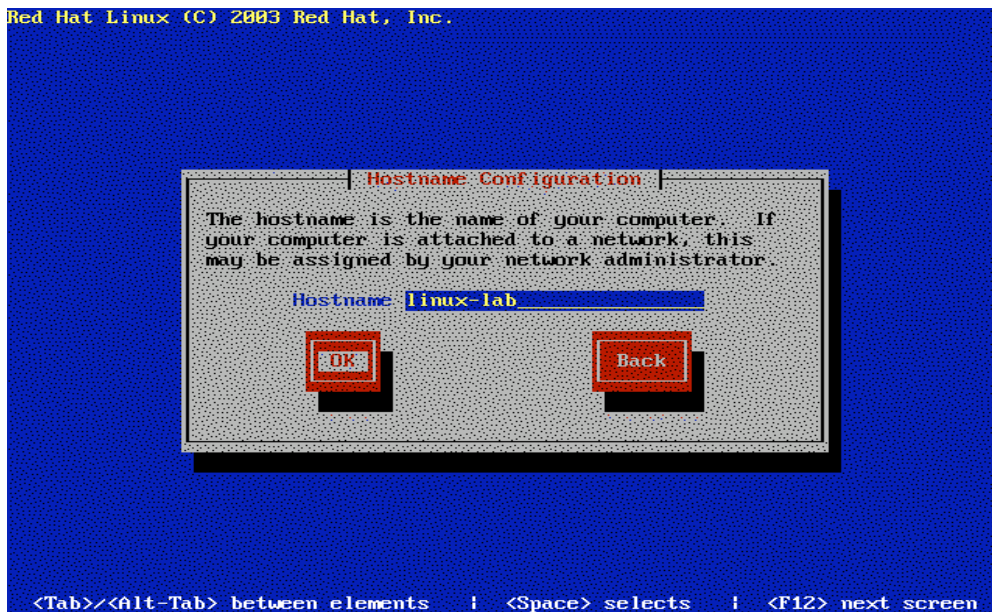 Red Hat Linux (C) 2003 Red Hat, Inc.
Hostname Configuration
The hostname is the name of your computer.  If
your computer is attached to a network, this
may be assigned by your network administrator.
Hostname linux-lab
OK Back
<Tab>/<Alt-Tab> between elements | <Space> selects | <F12> next screen